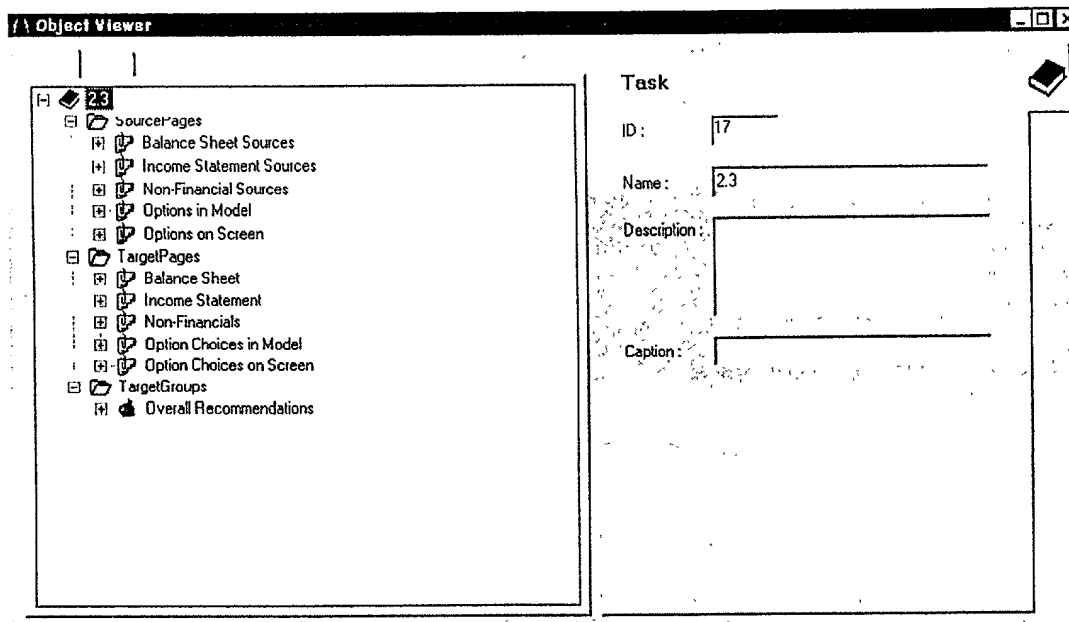 Object Viewer
2.3
SourcePages
Balance Sheet Sources
Income Statement Sources
Non-Financial Sources
Options in Model
Options on Screen
TargetPages
Balance Sheet
Income Statement
Non-Financials
Option Choices in Model
Option Choices on Screen
TargetGroups
Overall Recommendations
Task
ID : 17
Name : 2.3
Description :
Caption :